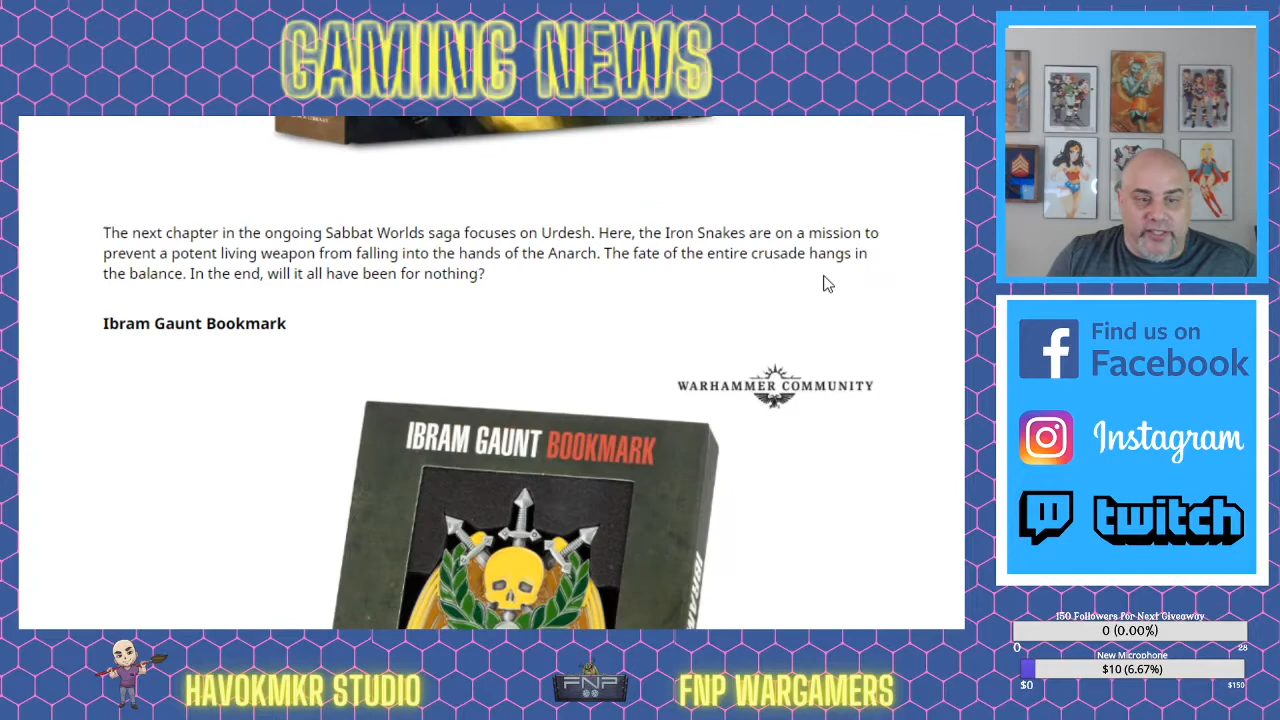 GAMING NEWS
The next chapter in the ongoing Sabbat Worlds saga focuses on Urdesh. Here, the Iron Snakes are on a mission to
prevent a potent living weapon from falling into the hands of the Anarch. The fate of the entire crusade hangs in
the balance. In the end, will it all have been for nothing?
Ibram Gaunt Bookmark
WARHAMMER COMMUNITY
IBRAM GAUNT BOOKMARK
Find us on
Facebook
Instagram
twitch
150 Followers For Next Giveaway
0 (0.00%)
0
28
New Microphone
$10 (6.67%)
$0
$150
HAVOKMKR STUDIO
FNP
FNP WARGAMERS